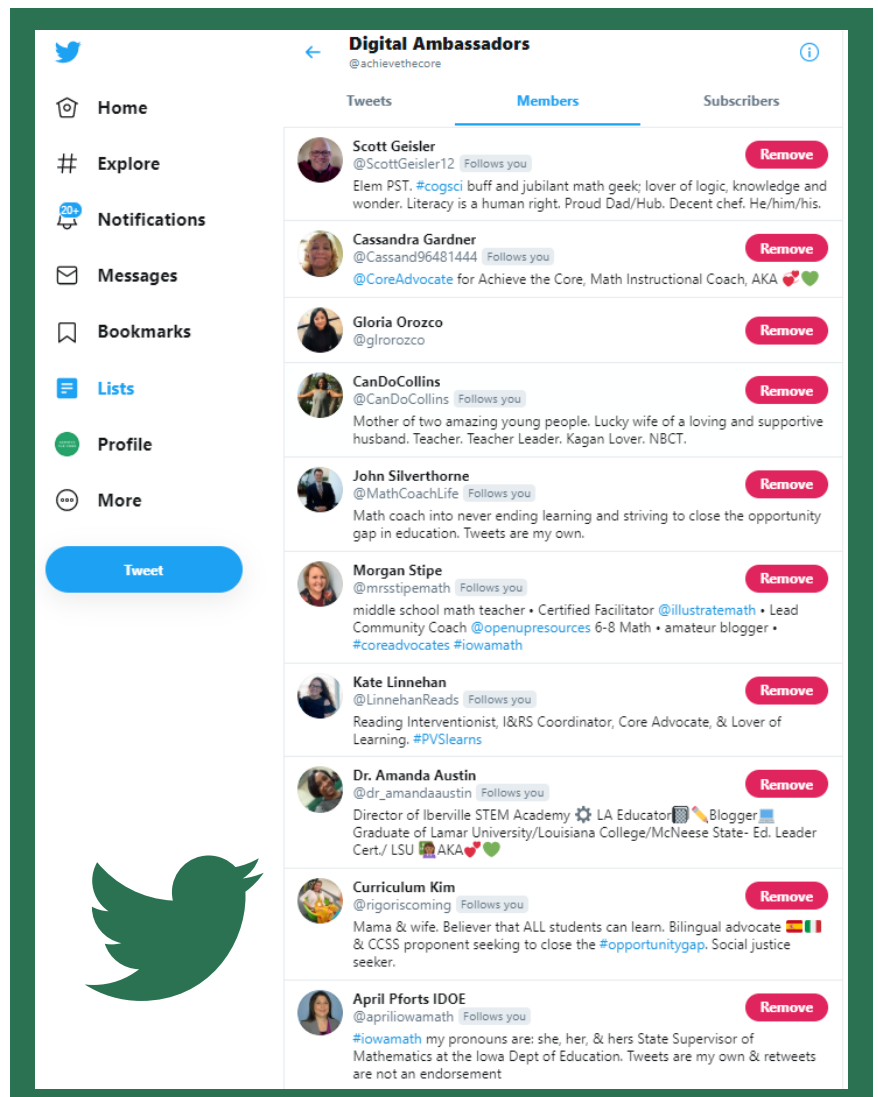 Digital Ambassadors
@achievethecore
Home
Explore
20+
Notifications
Messages
Bookmarks
Lists
Profile
More
Tweet
Tweets
Members
Subscribers
Scott Geisler
@ScottGeisler12 Follows you
Remove
Elem PST. #cogsci buff and jubilant math geek; lover of logic, knowledge and
wonder. Literacy is a human right. Proud Dad/Hub. Decent chef. He/him/his.
Cassandra Gardner
@Cassand96481444 Follows you
Remove
@CoreAdvocate for Achieve the Core, Math Instructional Coach, AKA 💞💚
Gloria Orozco
@glrorozco
Remove
CanDoCollins
@CanDoCollins Follows you
Remove
Mother of two amazing young people. Lucky wife of a loving and supportive
husband. Teacher. Teacher Leader. Kagan Lover. NBCT.
John Silverthorne
@MathCoachLife Follows you
Remove
Math coach into never ending learning and striving to close the opportunity
gap in education. Tweets are my own.
Morgan Stipe
@mrsstipemath Follows you
Remove
middle school math teacher • Certified Facilitator @illustratemath • Lead
Community Coach @openupresources 6-8 Math • amateur blogger •
#coreadvocates #iowamath
Kate Linnehan
@LinnehanReads Follows you
Remove
Reading Interventionist, I&RS Coordinator, Core Advocate, & Lover of
Learning. #PVSlearns
Dr. Amanda Austin
@dr_amandaaustin Follows you
Remove
Director of Iberville STEM Academy ⚙️ LA Educator📓✏️Blogger💻
Graduate of Lamar University/Louisiana College/McNeese State- Ed. Leader
Cert./ LSU 👩🏾‍🏫AKA💕💚
Curriculum Kim
@rigoriscoming Follows you
Remove
Mama & wife. Believer that ALL students can learn. Bilingual advocate 🇪🇸🇮🇹
& CCSS proponent seeking to close the #opportunitygap. Social justice
seeker.
April Pforts IDOE
@apriliowamath Follows you
Remove
#iowamath my pronouns are: she, her, & hers State Supervisor of
Mathematics at the Iowa Dept of Education. Tweets are my own & retweets
are not an endorsement